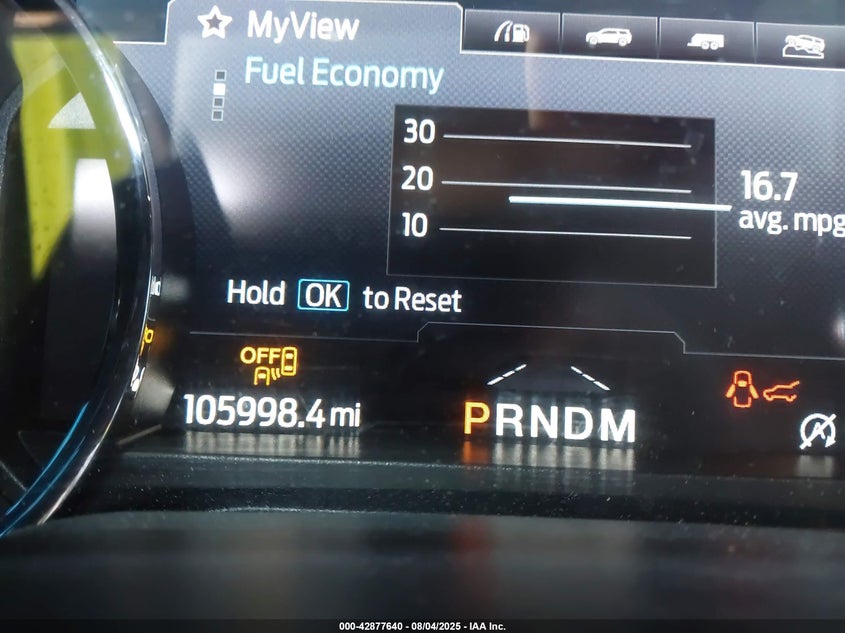 MyView
Fuel Economy
30
20
10
16.7
avg. mpg
Hold OK to Reset
OFF
105998.4 mi
PRNDM
000-42877640 - 08/04/2025 - IAA Inc.